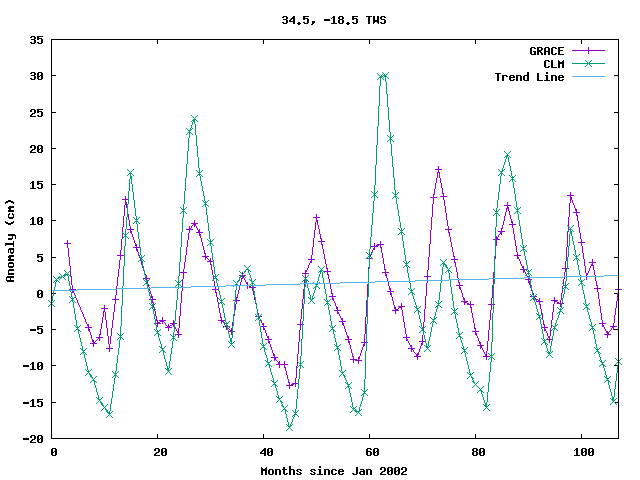 34.5, -18.5 TWS
GRACE
CLM
Trend Line
Anomaly (cm)
35
30
25
20
15
10
5
0
-5
-10
-15
-20
0 20 40 60 80 100
Months since Jan 2002